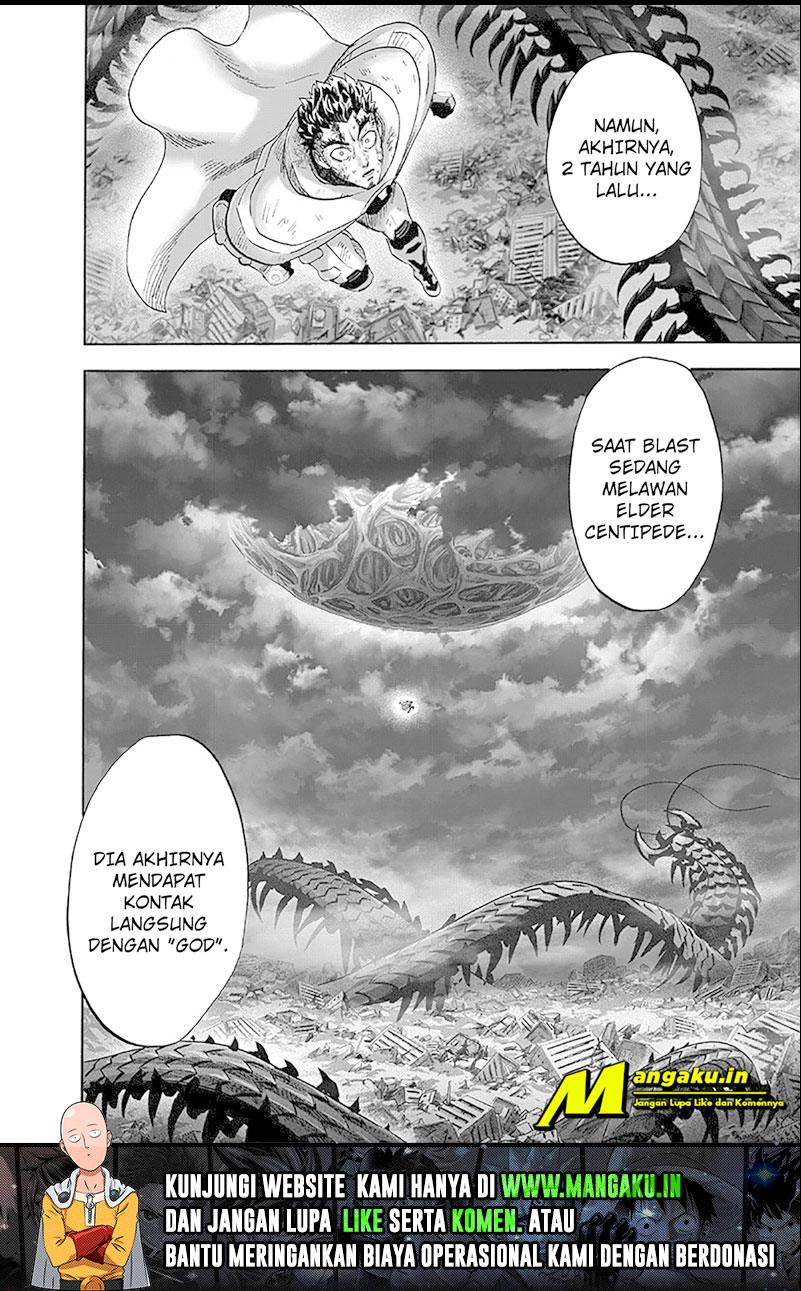 NAMUN,
AKHIRNYA,
2 TAHUN YANG
LALU...
SAAT BLAST
SEDANG
MELAWAN
ELDER
CENTIPEDE...
DIA AKHIRNYA
MENDAPAT
KONTAK
LANGSUNG
DENGAN "GOD".
Mangaku.in
Jangan Lupa Like dan Komennya
KUNJUNGI WEBSITE KAMI HANYA DI WWW.MANGAKU.IN
DAN JANGAN LUPA LIKE SERTA KOMEN. ATAU
BANTU MERINGANKAN BIAYA OPERASIONAL KAMI DENGAN BERDONASI